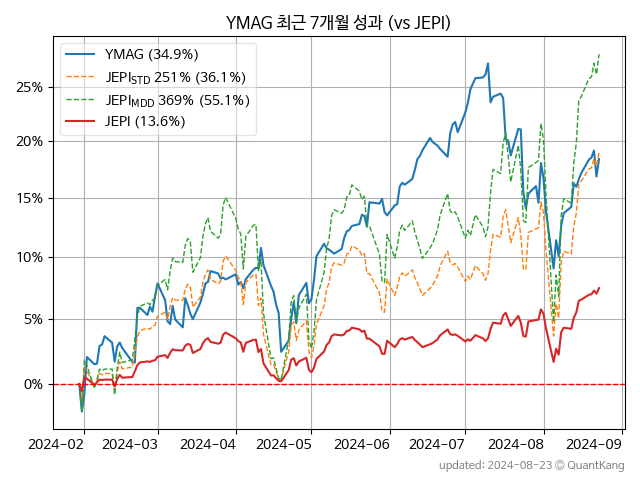 YMAG 최근 7개월 성과 (vs JEPI)
YMAG (34.9%)
JEPI_STD 251% (36.1%)
JEPI_MDD 369% (55.1%)
JEPI (13.6%)
25%
20%
15%
10%
5%
0%
2024-02 2024-03 2024-04 2024-05 2024-06 2024-07 2024-08 2024-09
updated: 2024-08-23 © QuantKang